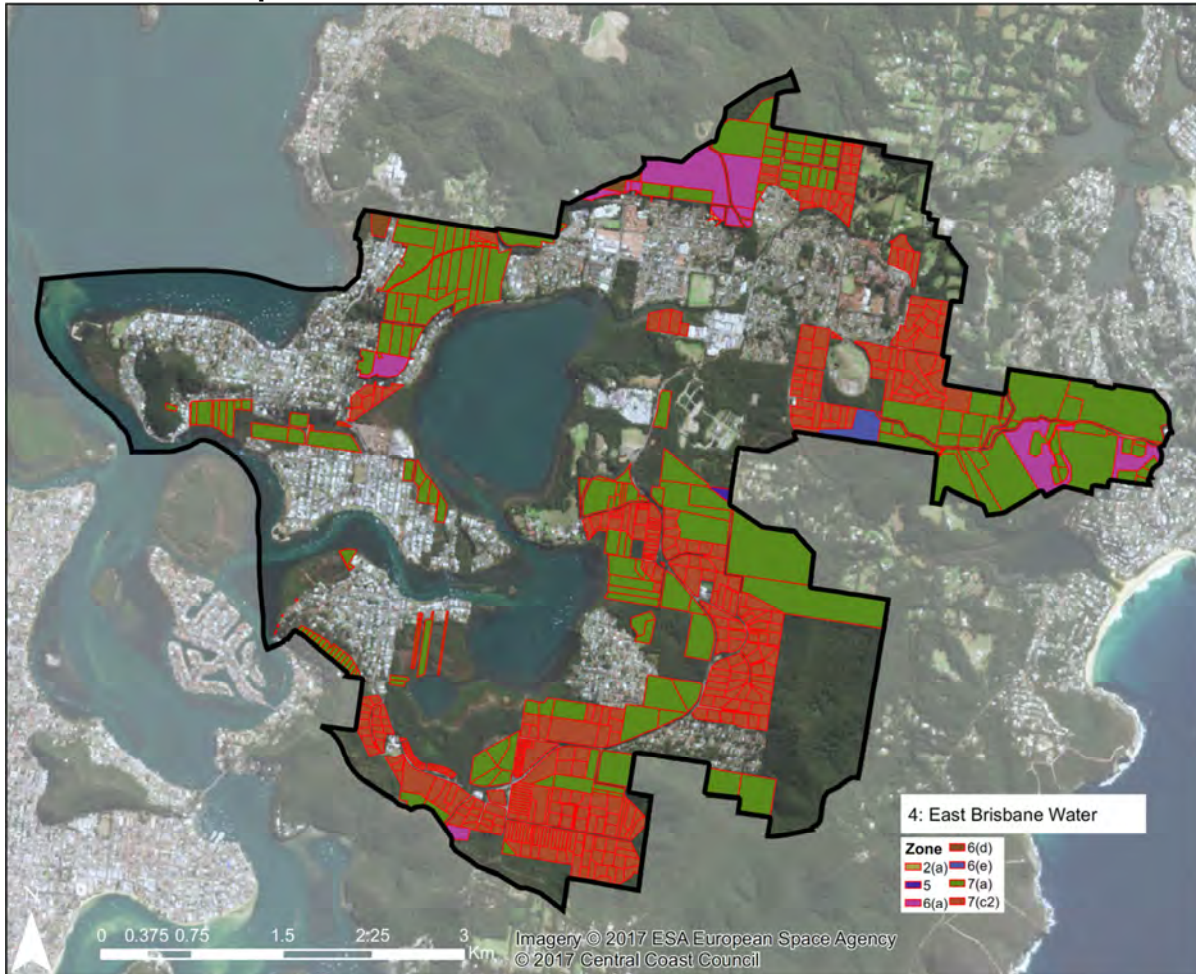 4: East Brisbane Water
Zone
2(a)
5
6(a)
6(d)
6(e)
7(a)
7(c2)
N
0 0.375 0.75 1.5 2.25 3
Km
Imagery © 2017 ESA European Space Agency
© 2017 Central Coast Council